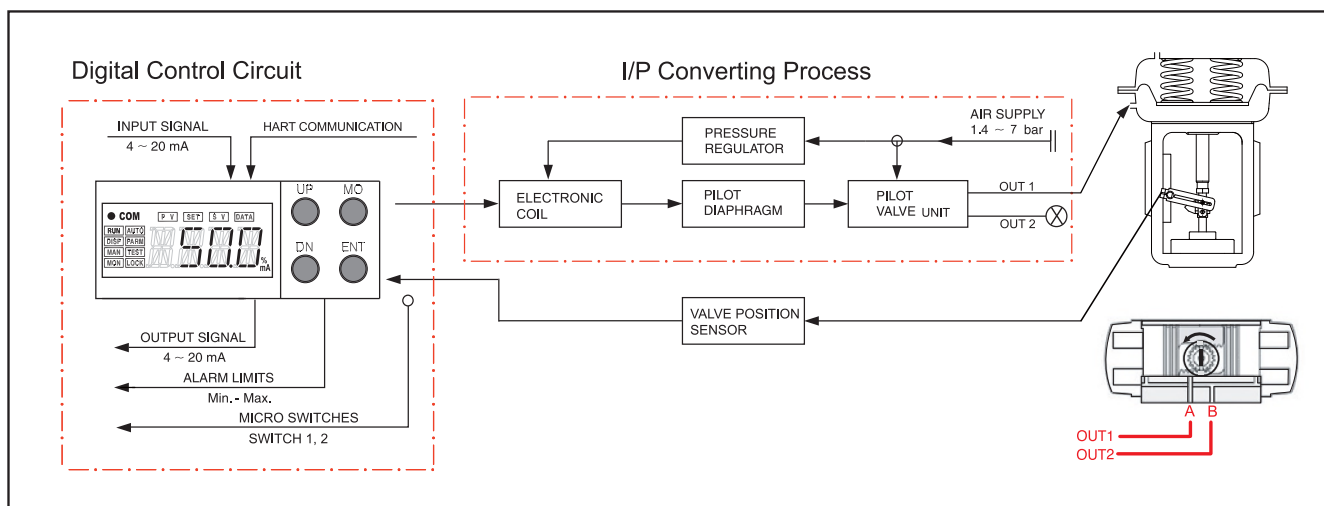 Digital Control Circuit
I/P Converting Process
INPUT SIGNAL
4 ~ 20 mA
HART COMMUNICATION
COM
P V
SET
S V
DATA
RUN
AUTO
DISP
PARM
MAN
TEST
MON
LOCK
50.0
%
mA
UP
MO
DN
ENT
OUTPUT SIGNAL
4 ~ 20 mA
ALARM LIMITS
Min. - Max.
MICRO SWITCHES
SWITCH 1, 2
PRESSURE
REGULATOR
AIR SUPPLY
1.4 ~ 7 bar
ELECTRONIC
COIL
PILOT
DIAPHRAGM
PILOT
VALVE UNIT
OUT 1
OUT 2
VALVE POSITION
SENSOR
A B
OUT1
OUT2